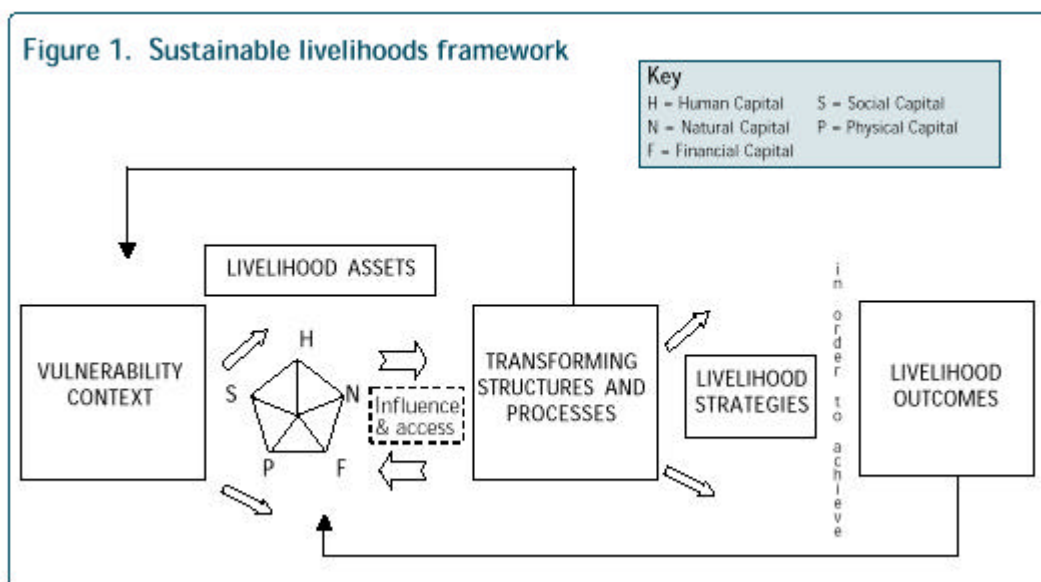 Figure 1. Sustainable livelihoods framework
Key
H = Human Capital S = Social Capital
N = Natural Capital P = Physical Capital
F = Financial Capital
LIVELIHOOD ASSETS
VULNERABILITY
CONTEXT
H
S
N
P
F
Influence
& access
TRANSFORMING
STRUCTURES AND
PROCESSES
LIVELIHOOD
STRATEGIES
in order to achieve
LIVELIHOOD
OUTCOMES